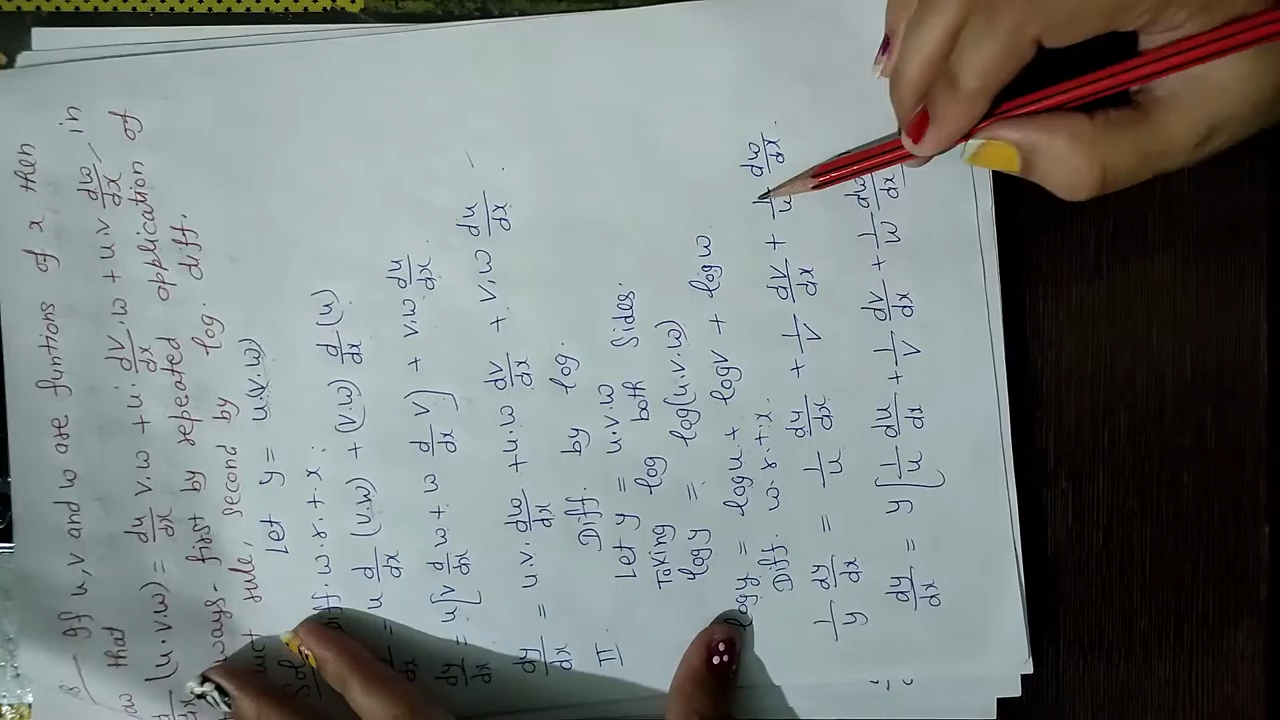 18 If u, v and w are funtions of x then
that
(u.v.w) = du/dx v.w + u. dv/dx .w + u.v dw/dx, in
ways- first by repeated opplication of
rule, second by log. diff.
Sol Let y = u(v.w)
diff. w.r.t x:
= u d/dx (v.w) + (v.w) d/dx (u)
dy/dx = u[v d/dx w + w d/dx v] + v.w du/dx.
dy/dx = u.v. dw/dx + u.w dv/dx + v.w du/dx.
II. Diff. by log.
Let y = u.v.w
Taking log both Sides.
log y = log(u.v.w)
log y = log u + log v + log w.
Diff. w.r.t.x.
1/y dy/dx = 1/u du/dx + 1/v dv/dx + 1/u dw/dx.
dy/dx = y[1/u du/dx + 1/v dv/dx + 1/w dw/dx